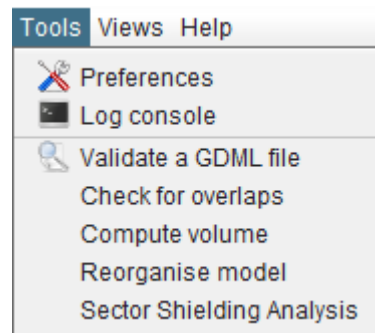 Tools Views Help
Preferences
Log console
Validate a GDML file
Check for overlaps
Compute volume
Reorganise model
Sector Shielding Analysis